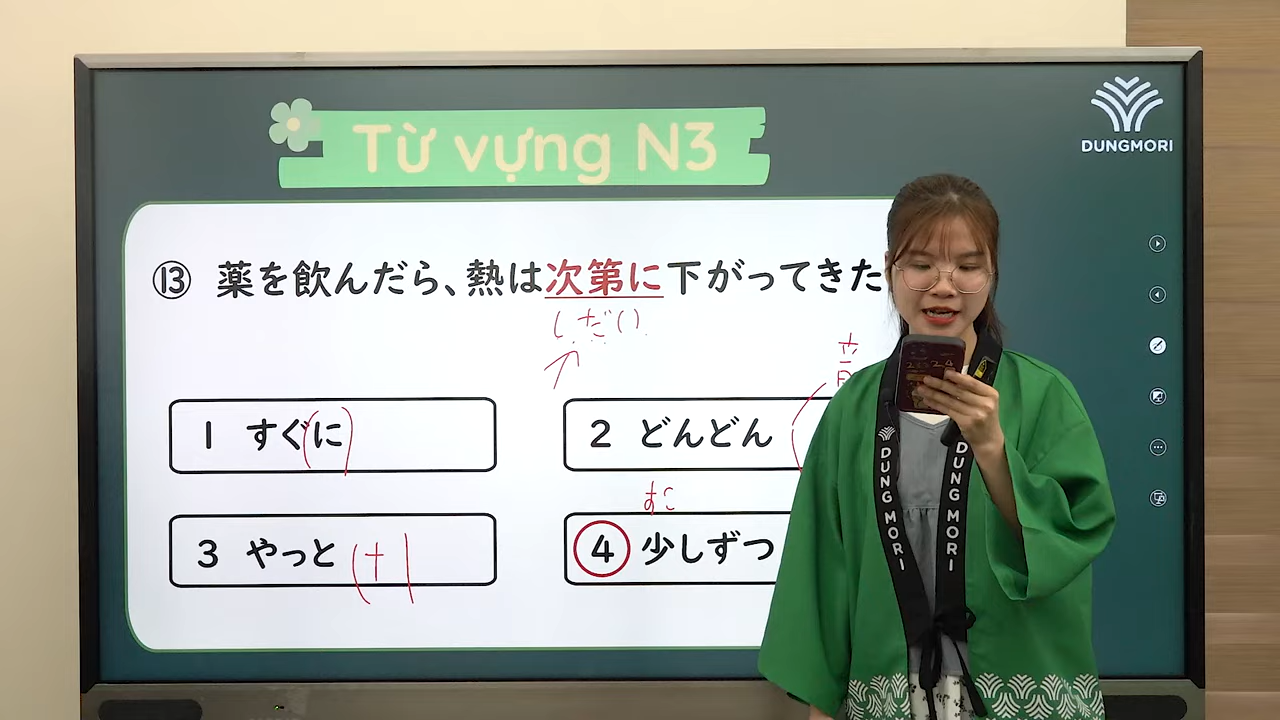 Từ vựng N3
DUNGMORI
⑬ 薬を飲んだら、熱は次第に下がってきた
しだい
1 すぐ(に)
2 どんどん
3 やっと (+)
すこ
④ 少しずつ
DUNG MORI
DUNG MORI